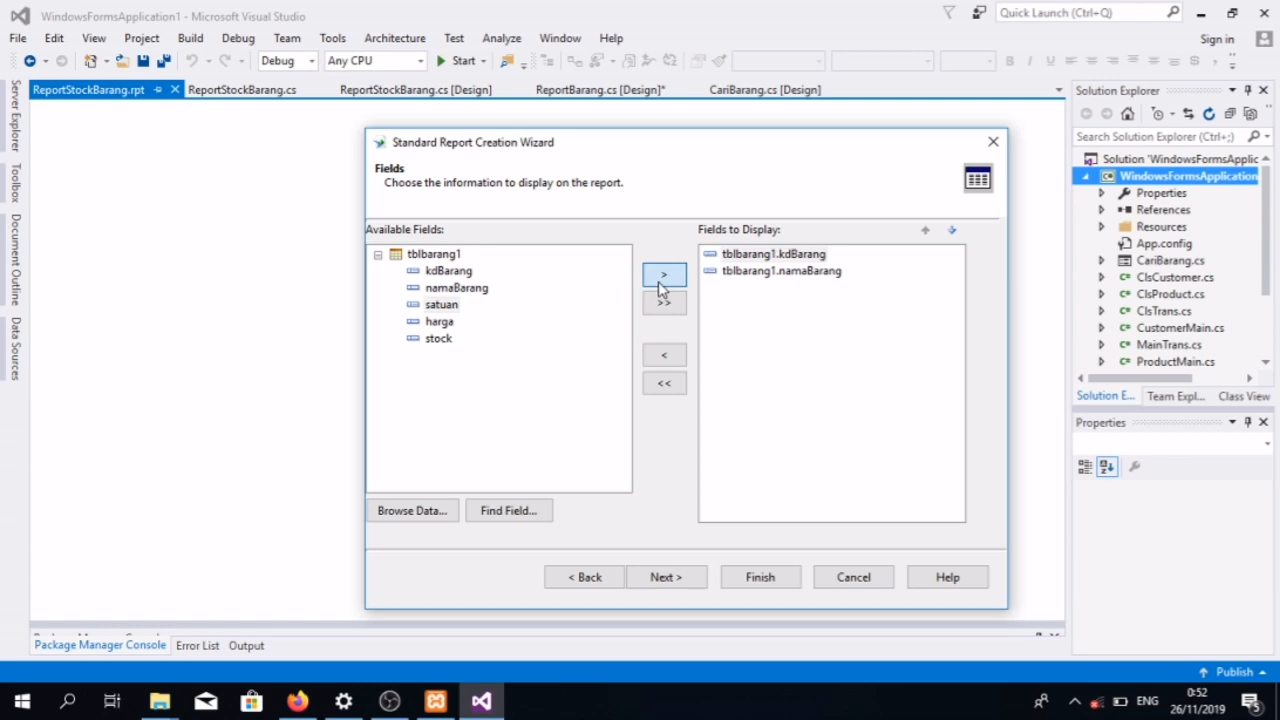 WindowsFormsApplication1 - Microsoft Visual Studio
Quick Launch (Ctrl+Q)
File Edit View Project Build Debug Team Tools Architecture Test Analyze Window Help
Sign in
Debug Any CPU Start
ReportStockBarang.rpt ReportStockBarang.cs ReportStockBarang.cs [Design] ReportBarang.cs [Design]* CariBarang.cs [Design]
Server Explorer
Toolbox
Document Outline
Data Sources
Standard Report Creation Wizard
Fields
Choose the information to display on the report.
Available Fields:
tblbarang1
kdBarang
namaBarang
satuan
harga
stock
>
>>
<
<<
Fields to Display:
tblbarang1.kdBarang
tblbarang1.namaBarang
Browse Data... Find Field...
< Back Next > Finish Cancel Help
Solution Explorer
Search Solution Explorer (Ctrl+;)
Solution 'WindowsFormsApplic
WindowsFormsApplication
Properties
References
Resources
App.config
CariBarang.cs
ClsCustomer.cs
ClsProduct.cs
ClsTrans.cs
CustomerMain.cs
MainTrans.cs
ProductMain.cs
Solution E... Team Expl... Class View
Properties
Package Manager Console Error List Output
Publish
ENG
0:52
26/11/2019
5